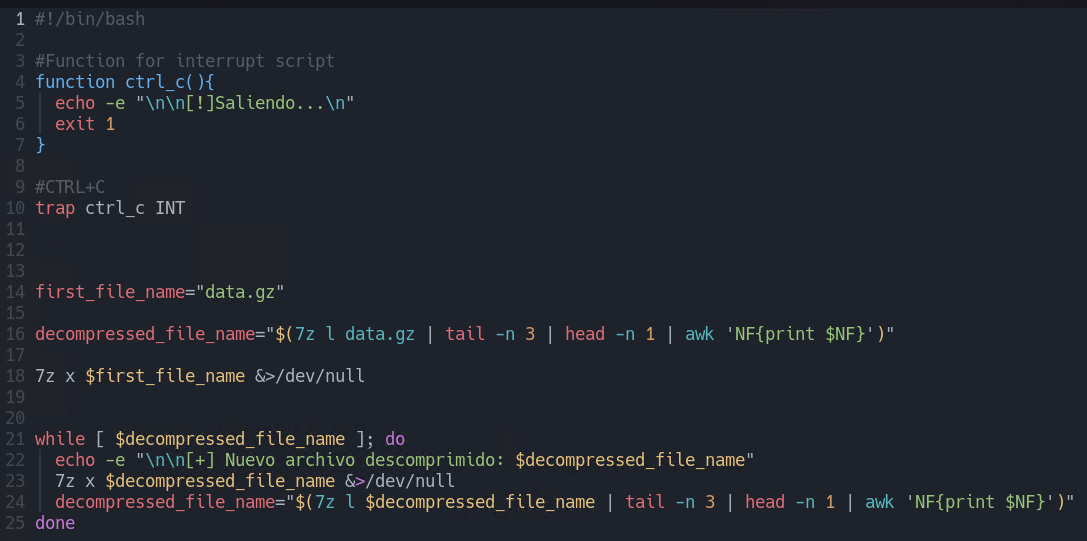 1 #!/bin/bash
2
3 #Function for interrupt script
4 function ctrl_c(){
5   echo -e "\n\n[!]Saliendo...\n"
6   exit 1
7 }
8
9 #CTRL+C
10 trap ctrl_c INT
11
12
13
14 first_file_name="data.gz"
15
16 decompressed_file_name="$(7z l data.gz | tail -n 3 | head -n 1 | awk 'NF{print $NF}')"
17
18 7z x $first_file_name &>/dev/null
19
20
21 while [ $decompressed_file_name ]; do
22   echo -e "\n\n[+] Nuevo archivo descomprimido: $decompressed_file_name"
23   7z x $decompressed_file_name &>/dev/null
24   decompressed_file_name="$(7z l $decompressed_file_name | tail -n 3 | head -n 1 | awk 'NF{print $NF}')"
25 done